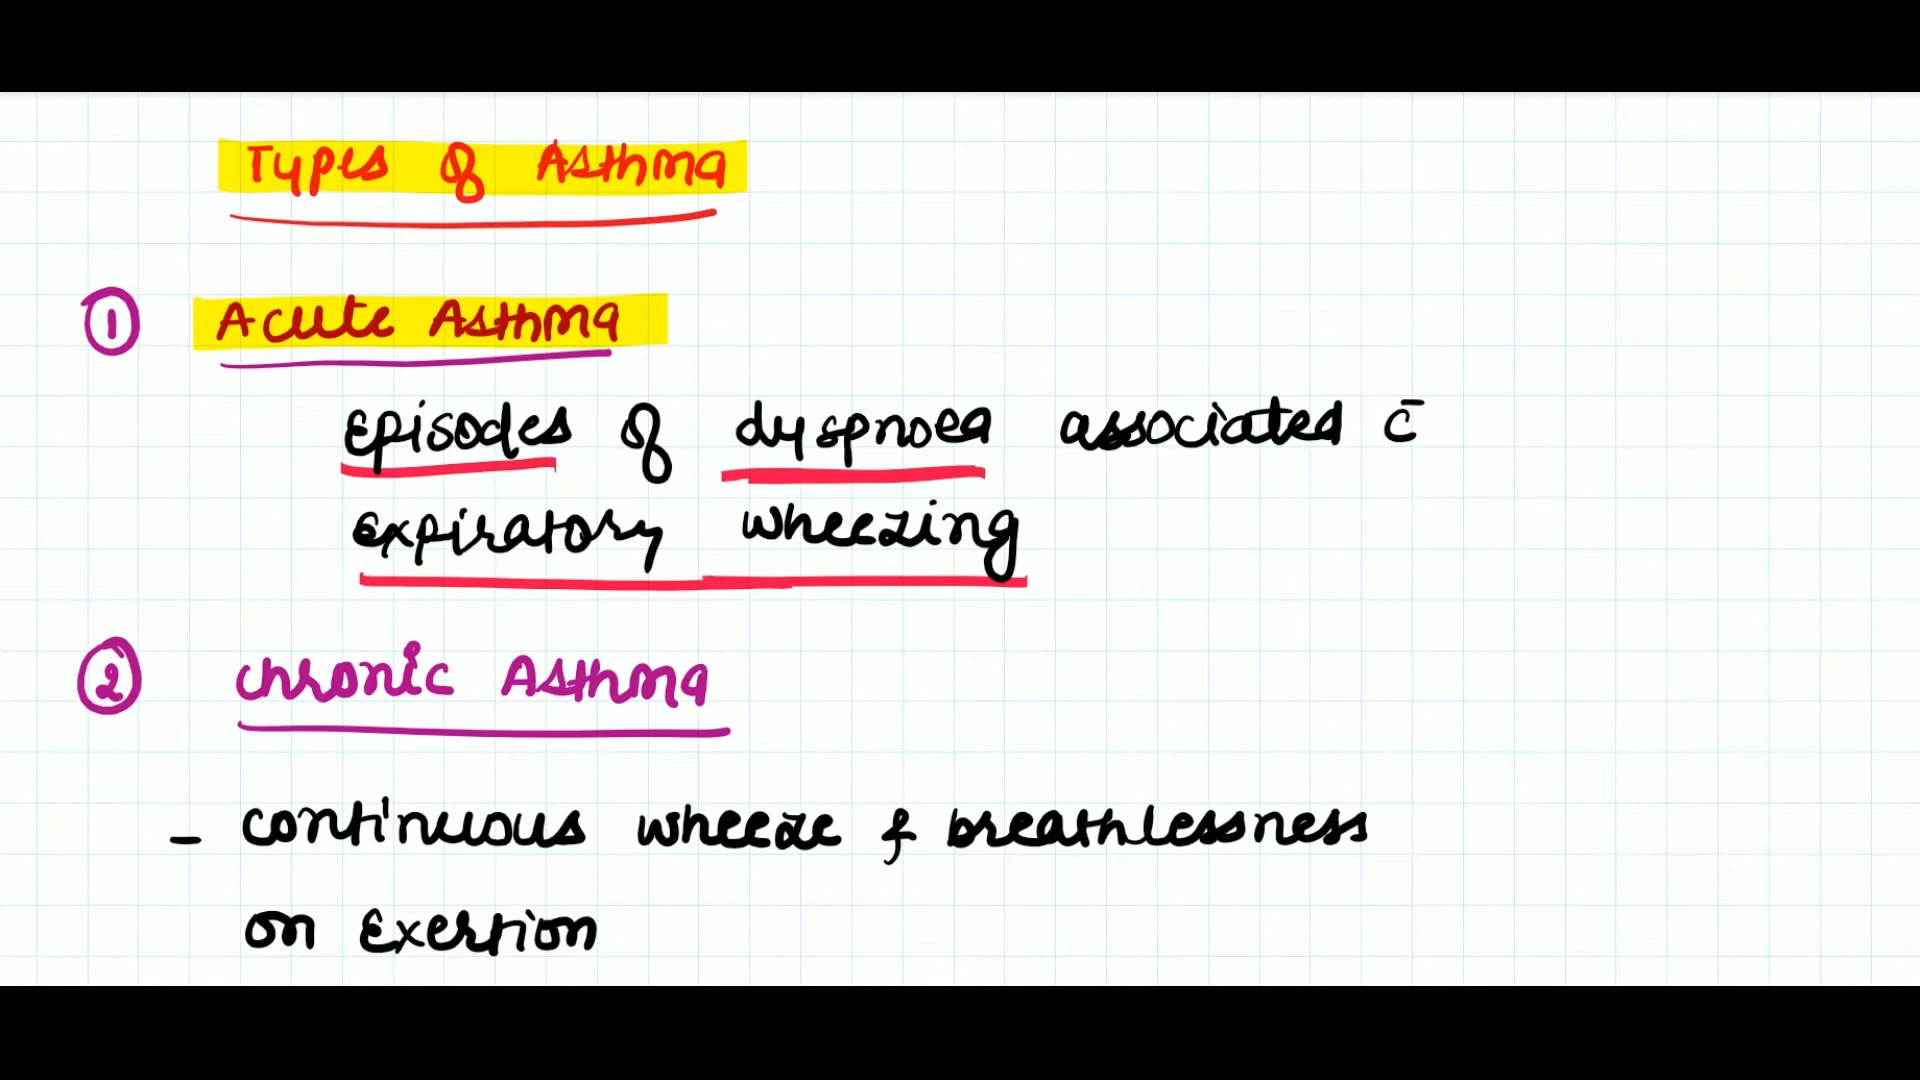 Types of Asthma
① Acute Asthma
Episodes of dyspnoea associated c̄
Expiratory wheezing
② Chronic Asthma
- continuous wheeze & breathlessness
on Exertion